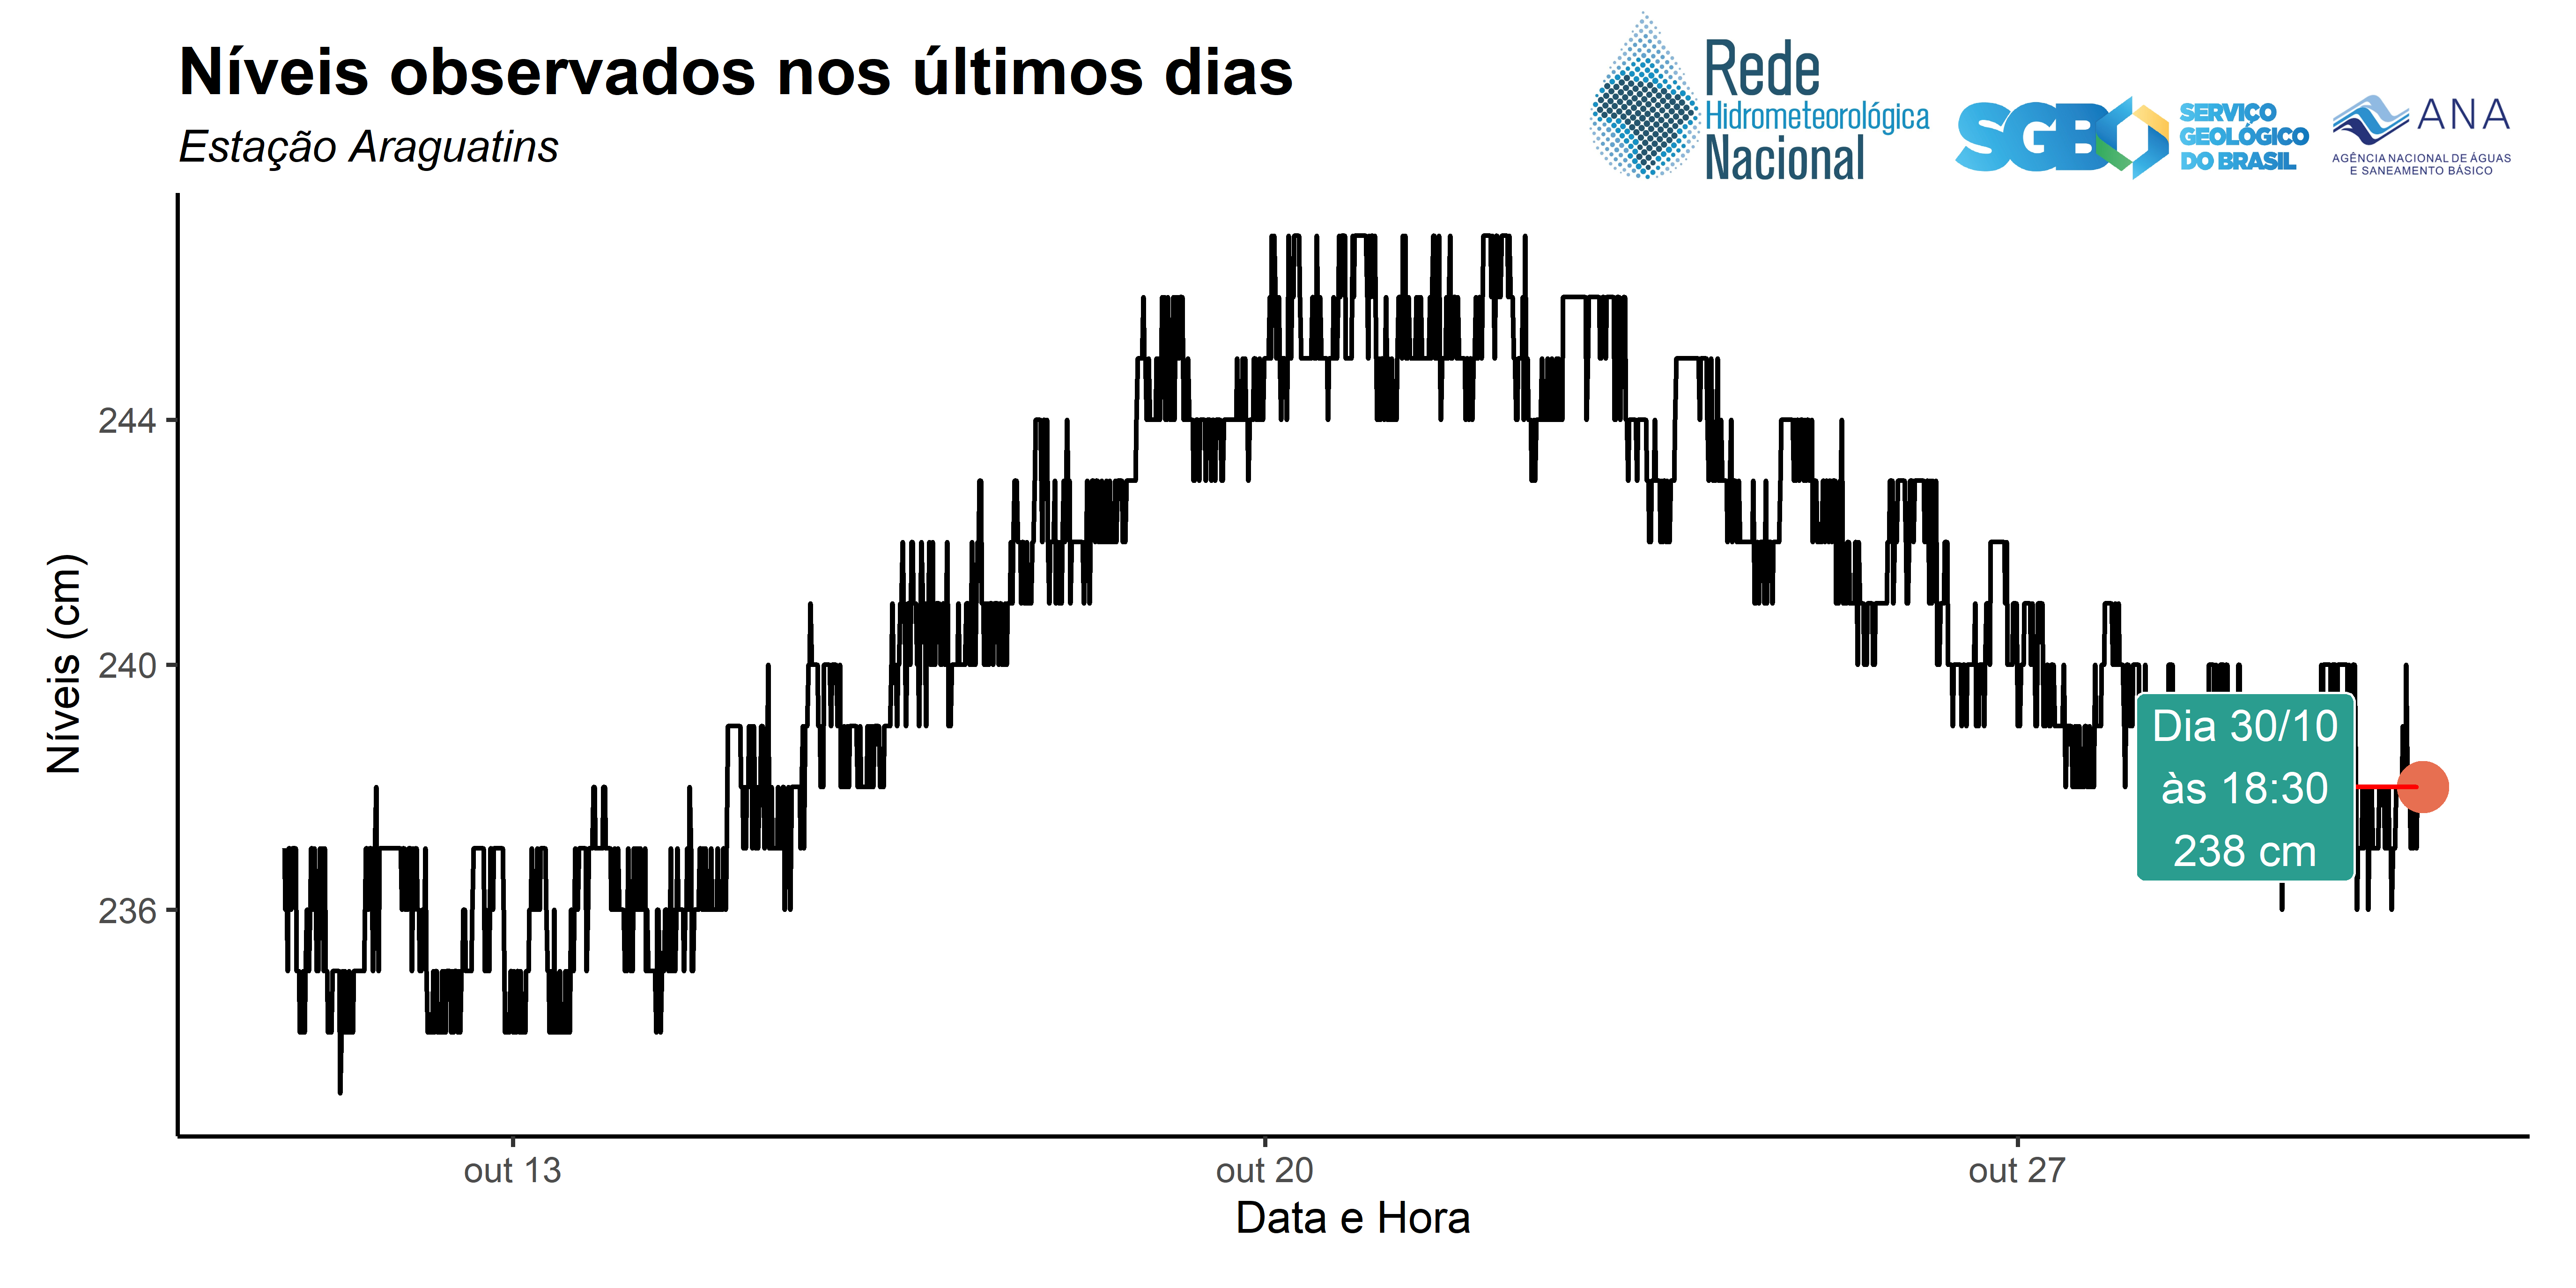 Níveis observados nos últimos dias
Estação Araguatins
Rede
Hidrometeorológica
Nacional
SGB
SERVIÇO
GEOLÓGICO
DO BRASIL
ANA
AGÊNCIA NACIONAL DE ÁGUAS
E SANEAMENTO BÁSICO
Níveis (cm)
244
240
236
Dia 30/10
às 18:30
238 cm
out 13
out 20
out 27
Data e Hora